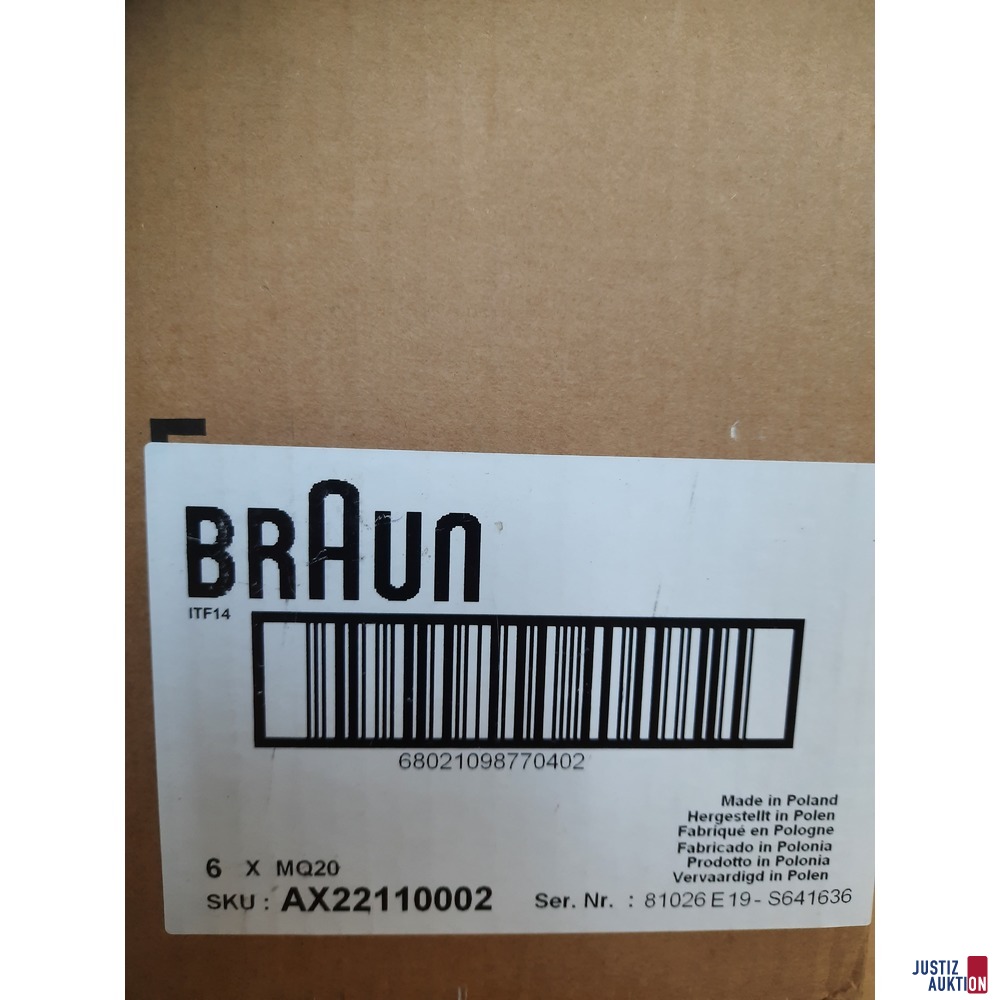 BRAUN
ITF14
68021098770402
Made in Poland
Hergestellt in Polen
Fabriqué en Pologne
Fabricado in Polonia
Prodotto in Polonia
Vervaardigd in Polen
6 X MQ20
SKU : AX22110002
Ser. Nr. : 81026 E 19 - S641636
JUSTIZ
AUKTION